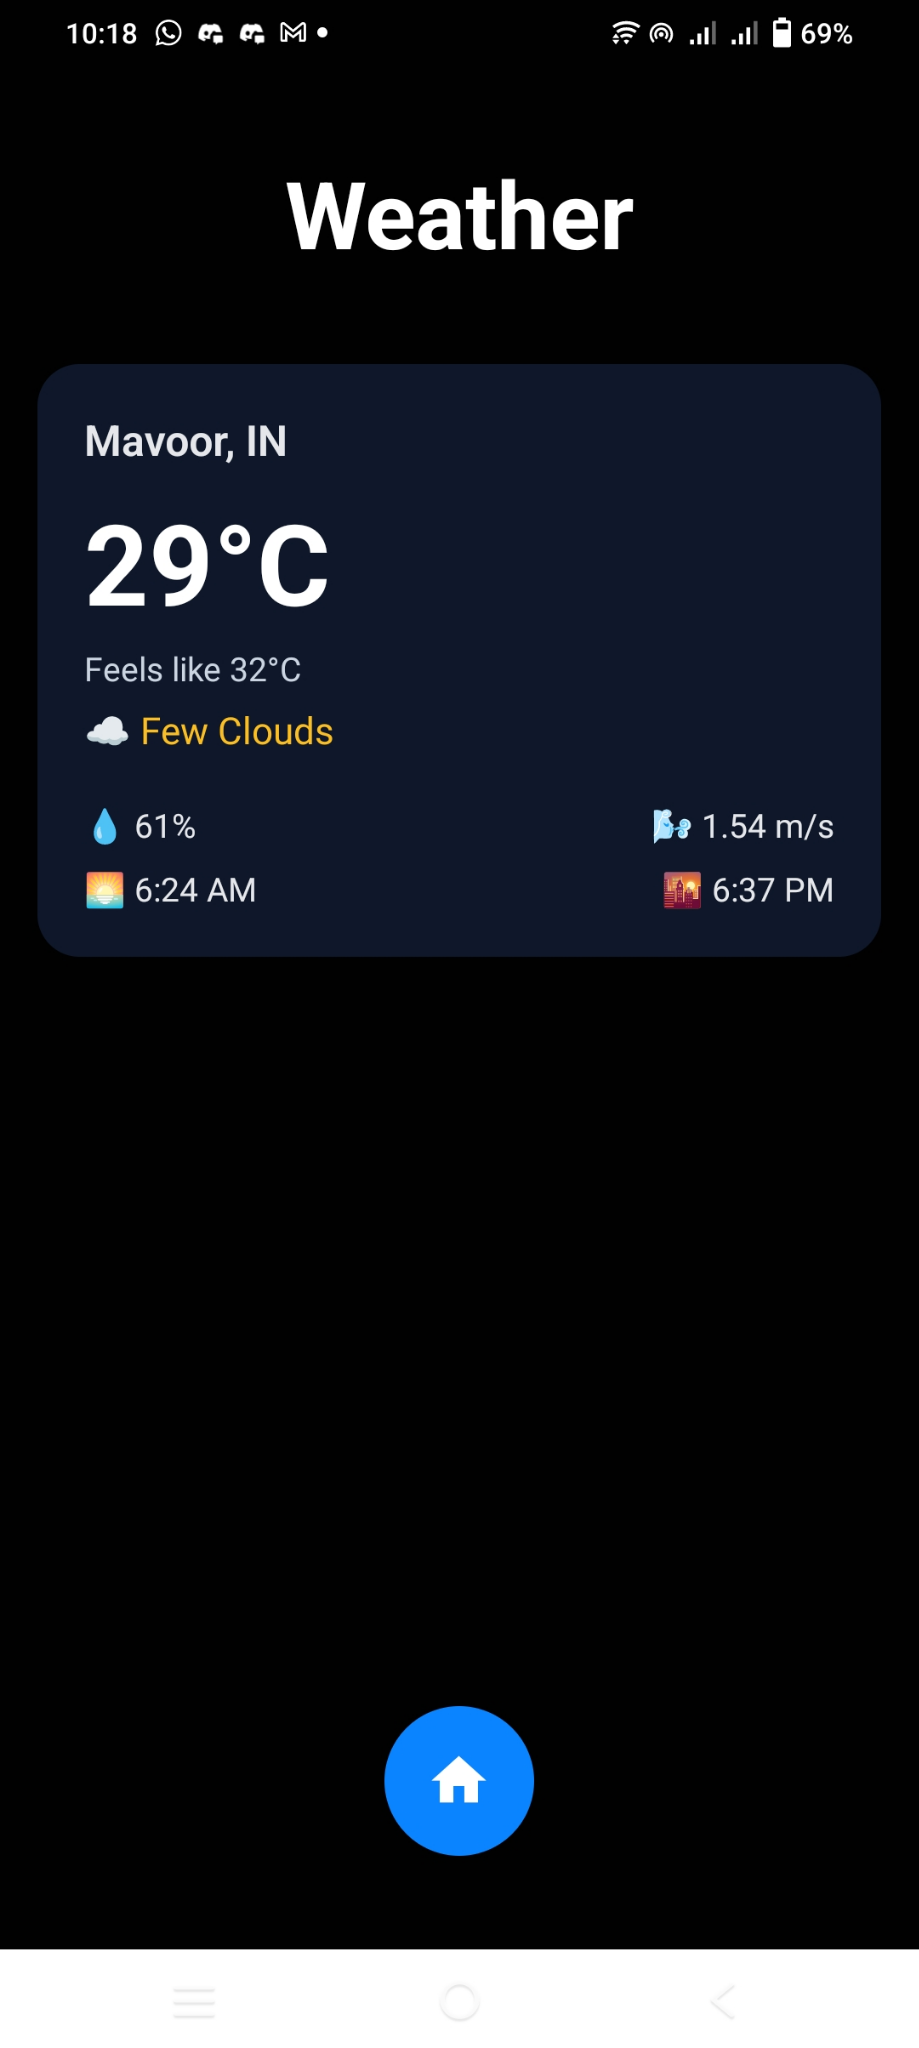 10:18 69%
Weather
Mavoor, IN
29°C
Feels like 32°C
Few Clouds
61% 1.54 m/s
6:24 AM 6:37 PM